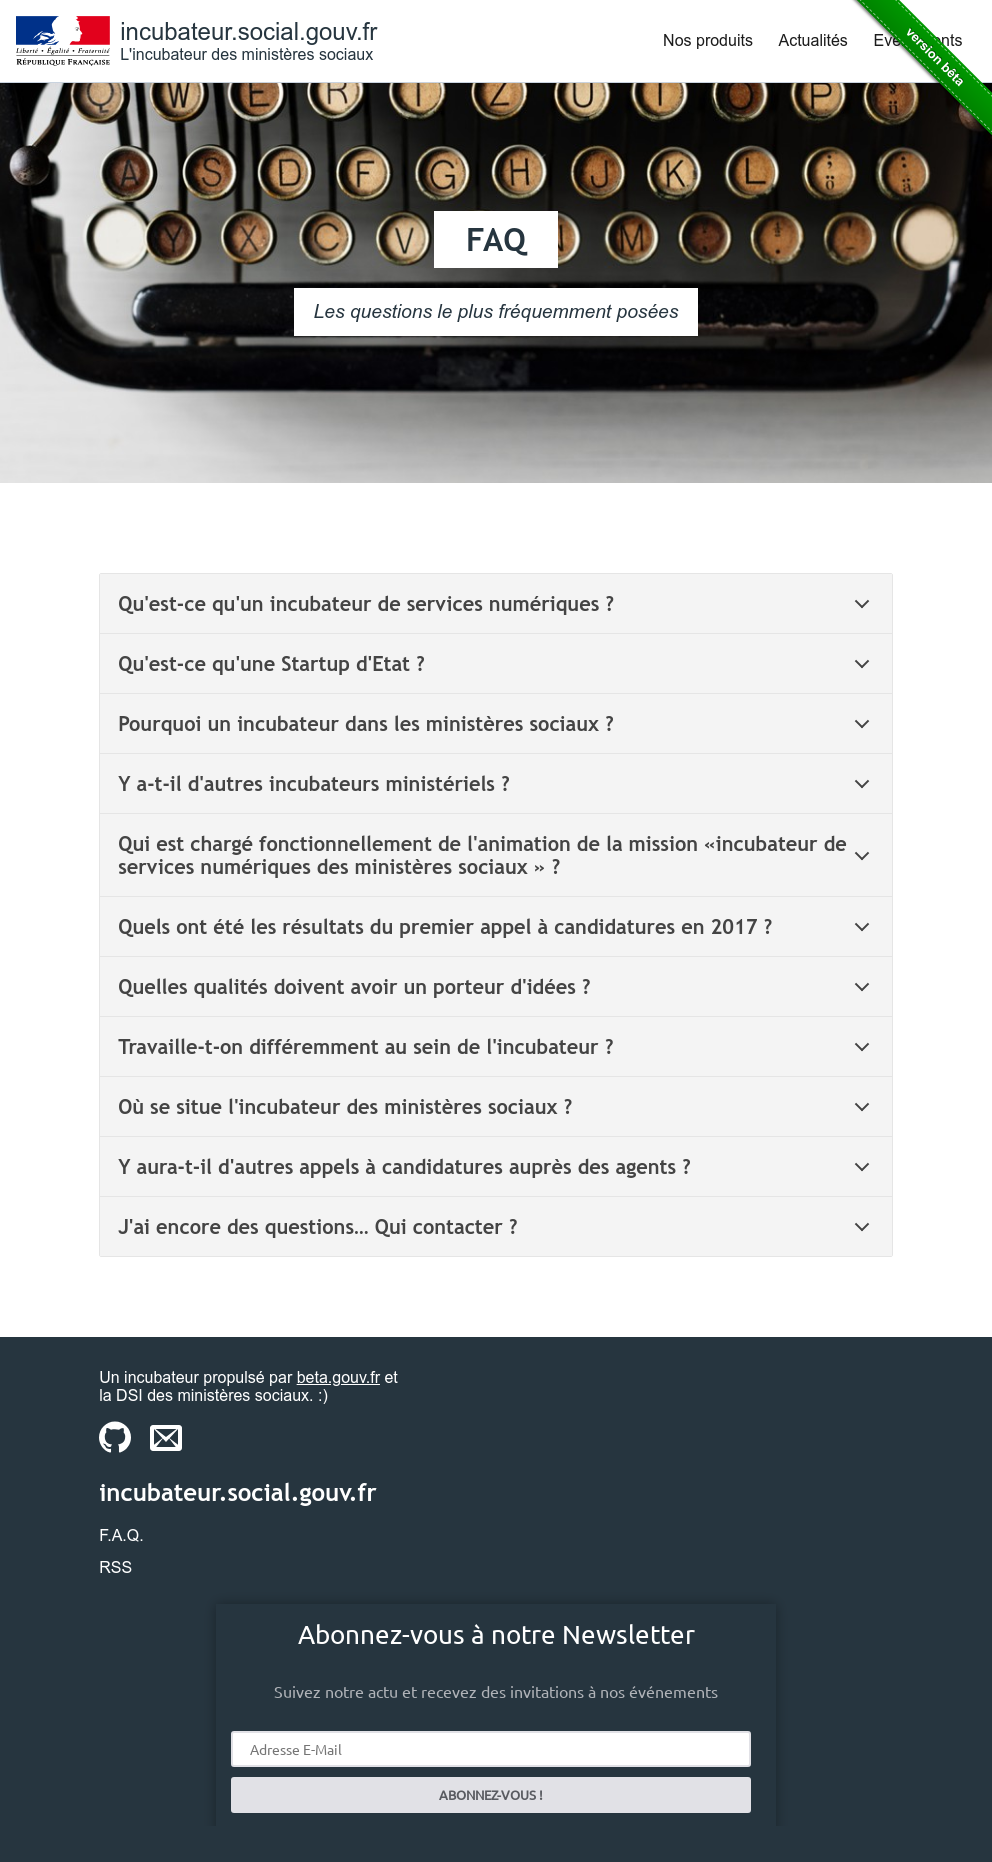 Liberté • Égalité • Fraternité
RÉPUBLIQUE FRANÇAISE
incubateur.social.gouv.fr
L'incubateur des ministères sociaux
Nos produits
Actualités
version bêta
Q W E R T Z U I O P ü
A S D F G H J K L ö ä
Y X C V N M
FAQ
Les questions le plus fréquemment posées
Qu'est-ce qu'un incubateur de services numériques ?
Qu'est-ce qu'une Startup d'Etat ?
Pourquoi un incubateur dans les ministères sociaux ?
Y a-t-il d'autres incubateurs ministériels ?
Qui est chargé fonctionnellement de l'animation de la mission «incubateur de
services numériques des ministères sociaux » ?
Quels ont été les résultats du premier appel à candidatures en 2017 ?
Quelles qualités doivent avoir un porteur d'idées ?
Travaille-t-on différemment au sein de l'incubateur ?
Où se situe l'incubateur des ministères sociaux ?
Y aura-t-il d'autres appels à candidatures auprès des agents ?
J'ai encore des questions... Qui contacter ?
Un incubateur propulsé par beta.gouv.fr et
la DSI des ministères sociaux. :)
incubateur.social.gouv.fr
F.A.Q.
RSS
Abonnez-vous à notre Newsletter
Suivez notre actu et recevez des invitations à nos événements
Adresse E-Mail
ABONNEZ-VOUS !